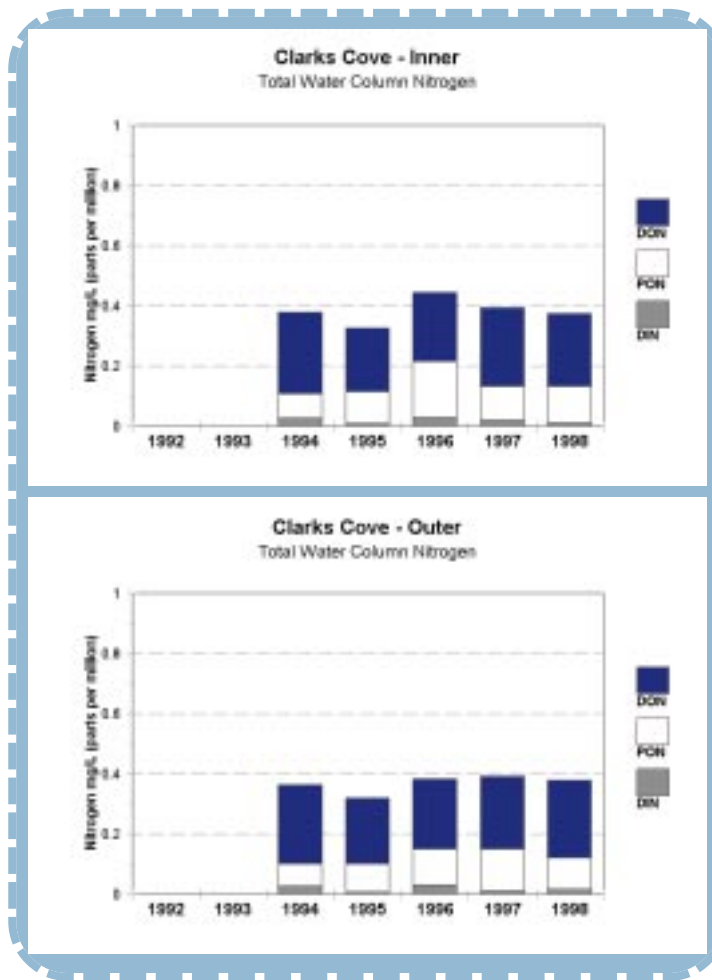 Clarks Cove - Inner
Total Water Column Nitrogen
Nitrogen mg/L (parts per million)
1
0.8
0.6
0.4
0.2
0
1992 1993 1994 1995 1996 1997 1998
DON
PON
DIN
Clarks Cove - Outer
Total Water Column Nitrogen
Nitrogen mg/L (parts per million)
1
0.8
0.6
0.4
0.2
0
1992 1993 1994 1995 1996 1997 1998
DON
PON
DIN